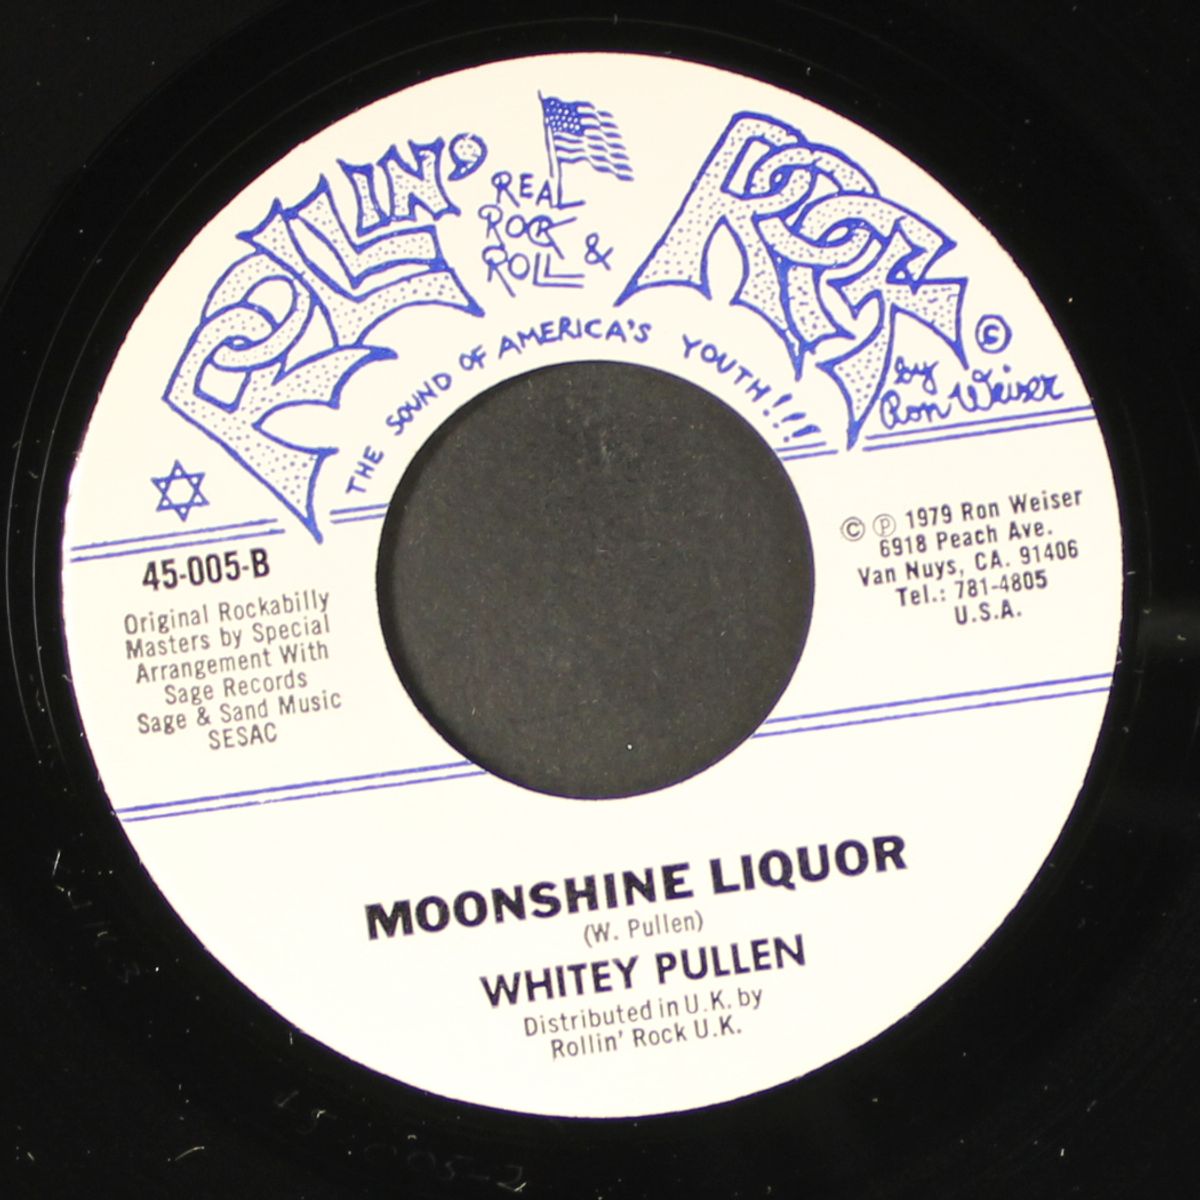 ROLLIN' ROCK ©
REAL
ROCK &
ROLL
THE SOUND OF AMERICA'S YOUTH!!!
by
Ron Weiser
45-005-B
Original Rockabilly
Masters by Special
Arrangement With
Sage Records
Sage & Sand Music
SESAC
© ℗ 1979 Ron Weiser
6918 Peach Ave.
Van Nuys, CA. 91406
Tel.: 781-4805
U.S.A.
MOONSHINE LIQUOR
(W. Pullen)
WHITEY PULLEN
Distributed in U.K. by
Rollin' Rock U.K.